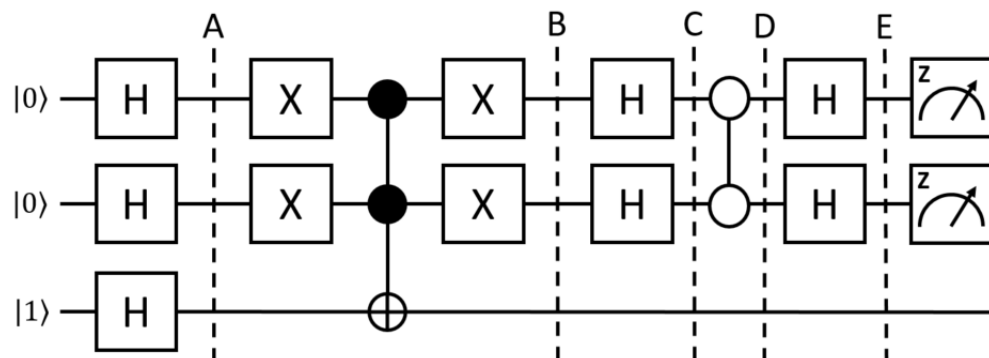 A B C D E
|0⟩ H X X H H z
|0⟩ H X X H H z
|1⟩ H